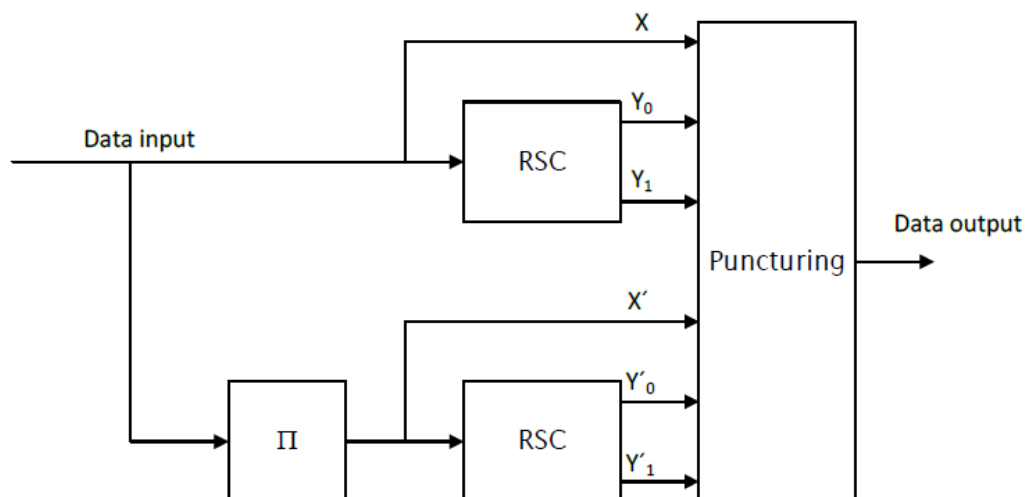 X
Data input
RSC
Y₀
Y₁
Puncturing
Data output
X´
Π
RSC
Y´₀
Y´₁